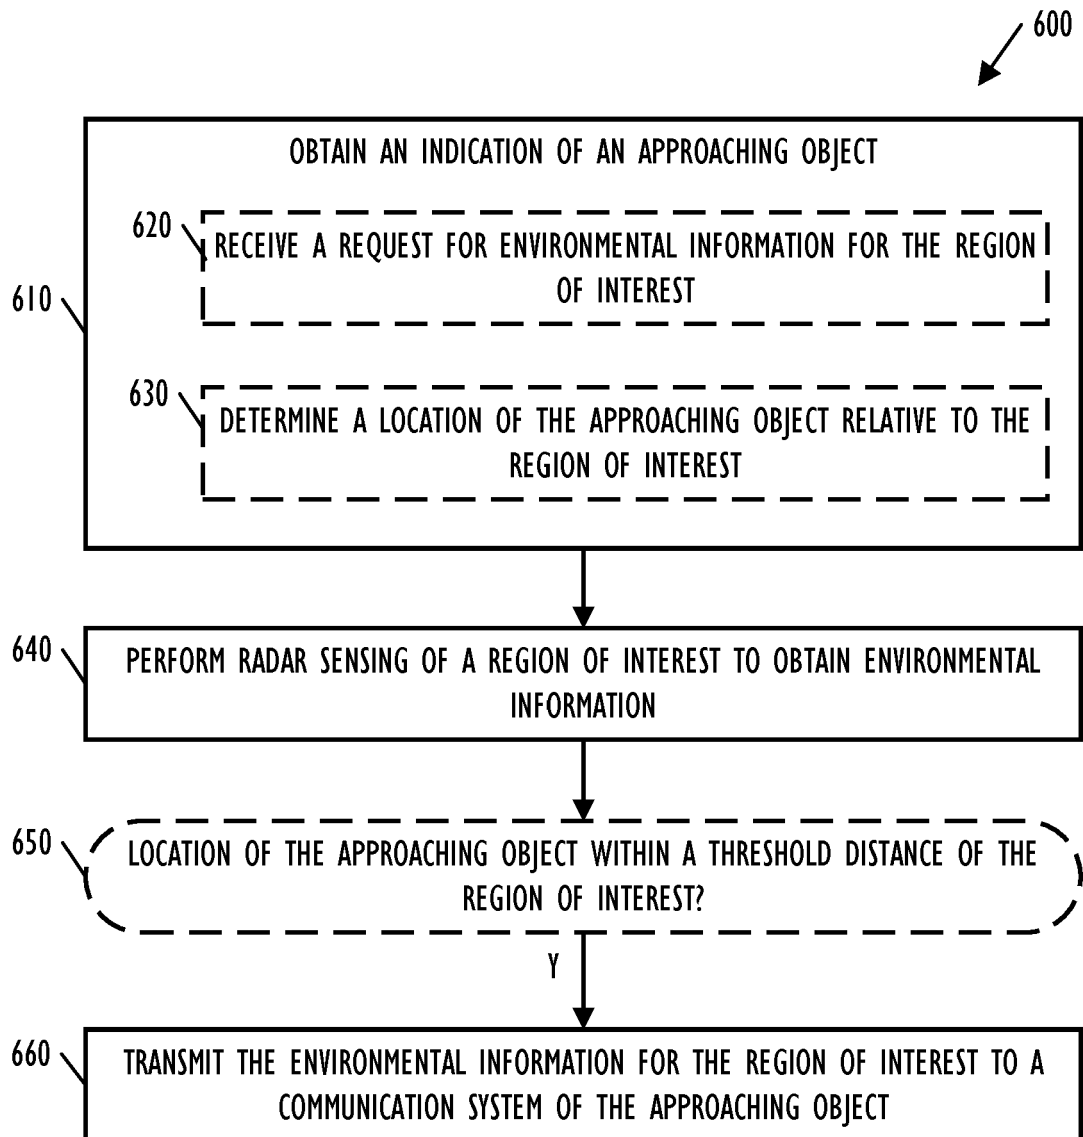 600
OBTAIN AN INDICATION OF AN APPROACHING OBJECT
620
RECEIVE A REQUEST FOR ENVIRONMENTAL INFORMATION FOR THE REGION
OF INTEREST
610
630
DETERMINE A LOCATION OF THE APPROACHING OBJECT RELATIVE TO THE
REGION OF INTEREST
640
PERFORM RADAR SENSING OF A REGION OF INTEREST TO OBTAIN ENVIRONMENTAL
INFORMATION
650
LOCATION OF THE APPROACHING OBJECT WITHIN A THRESHOLD DISTANCE OF THE
REGION OF INTEREST?
Y
660
TRANSMIT THE ENVIRONMENTAL INFORMATION FOR THE REGION OF INTEREST TO A
COMMUNICATION SYSTEM OF THE APPROACHING OBJECT